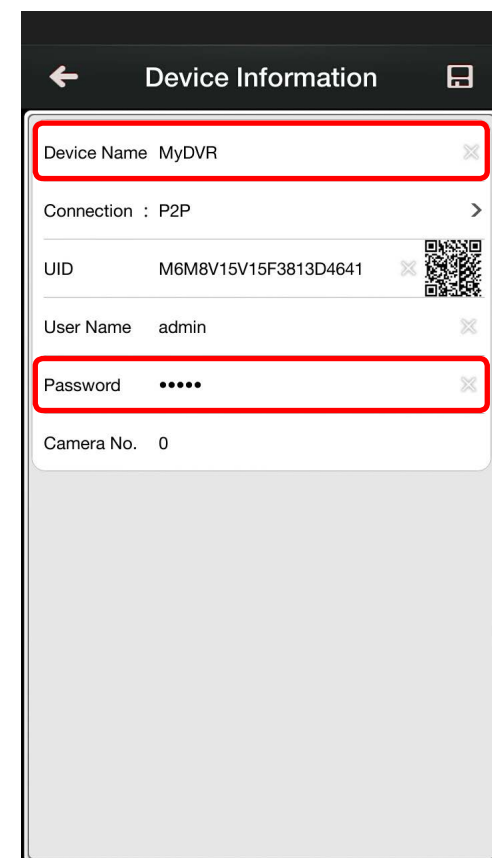 Device Information
Device Name MyDVR
Connection : P2P
UID M6M8V15V15F3813D4641
User Name admin
Password •••••
Camera No. 0